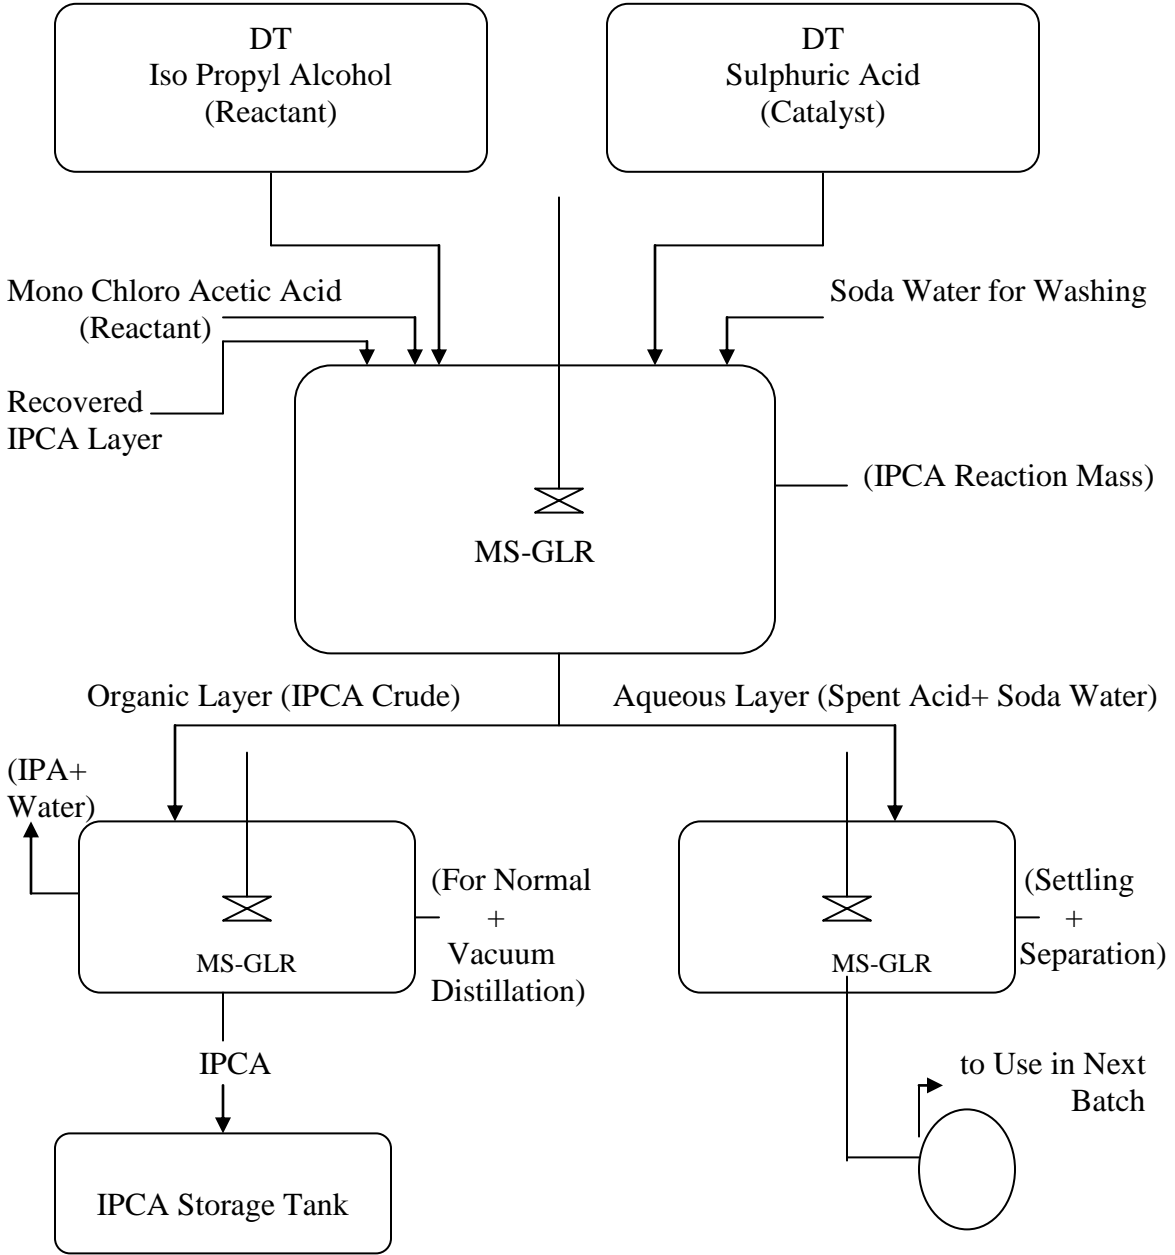 DT
Iso Propyl Alcohol
(Reactant)
DT
Sulphuric Acid
(Catalyst)
Mono Chloro Acetic Acid
(Reactant)
Soda Water for Washing
Recovered
IPCA Layer
(IPCA Reaction Mass)
MS-GLR
Organic Layer (IPCA Crude)
Aqueous Layer (Spent Acid+ Soda Water)
(IPA+
Water)
(For Normal
+
Vacuum
Distillation)
MS-GLR
(Settling
+
Separation)
MS-GLR
IPCA
to Use in Next
Batch
IPCA Storage Tank